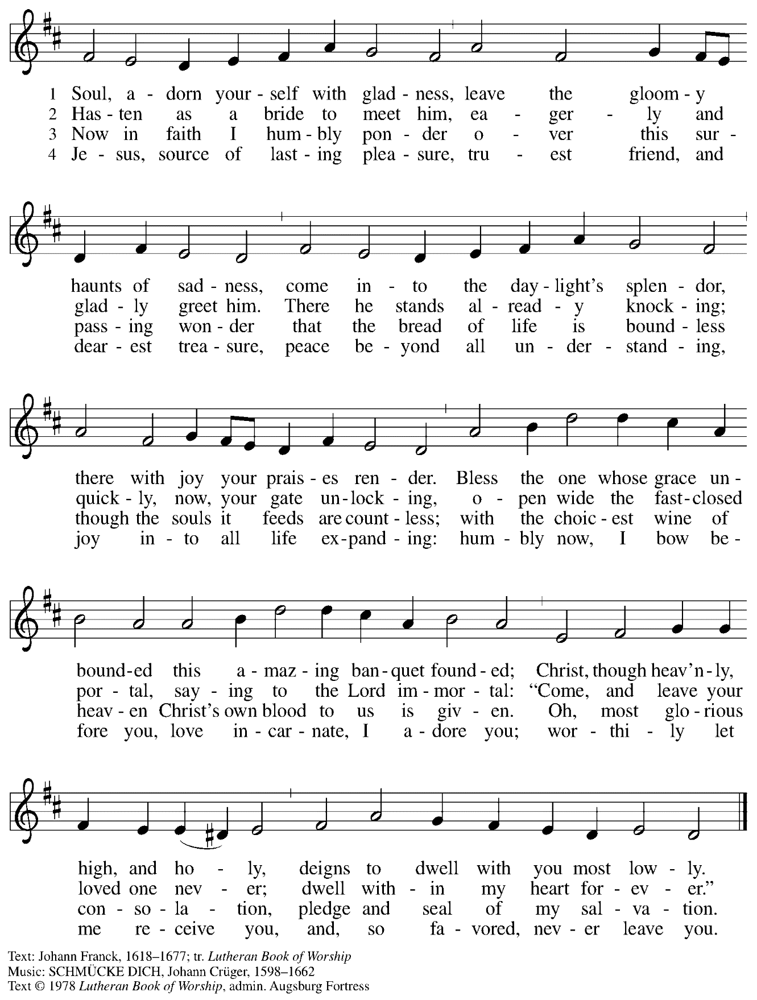 1 Soul, a - dorn your - self with glad - ness, leave the gloom - y
2 Has - ten as a bride to meet him, ea - ger - ly and
3 Now in faith I hum - bly pon - der o - ver this sur -
4 Je - sus, source of last - ing plea - sure, tru - est friend, and
haunts of sad - ness, come in - to the day - light's splen - dor,
glad - ly greet him. There he stands al - read - y knock - ing;
pass - ing won - der that the bread of life is bound - less
dear - est trea - sure, peace be - yond all un - der - stand - ing,
there with joy your prais - es ren - der. Bless the one whose grace un -
quick - ly, now, your gate un - lock - ing, o - pen wide the fast - closed
though the souls it feeds are count - less; with the choic - est wine of
joy in - to all life ex - pand - ing: hum - bly now, I bow be -
bound - ed this a - maz - ing ban - quet found - ed; Christ, though heav'n - ly,
por - tal, say - ing to the Lord im - mor - tal: “Come, and leave your
heav - en Christ's own blood to us is giv - en. Oh, most glo - rious
fore you, love in - car - nate, I a - dore you; wor - thi - ly let
high, and ho - ly, deigns to dwell with you most low - ly.
loved one nev - er; dwell with - in my heart for - ev - er.”
con - so - la - tion, pledge and seal of my sal - va - tion.
me re - ceive you, and, so fa - vored, nev - er leave you.
Text: Johann Franck, 1618–1677; tr. Lutheran Book of Worship
Music: SCHMÜCKE DICH, Johann Crüger, 1598–1662
Text © 1978 Lutheran Book of Worship, admin. Augsburg Fortress